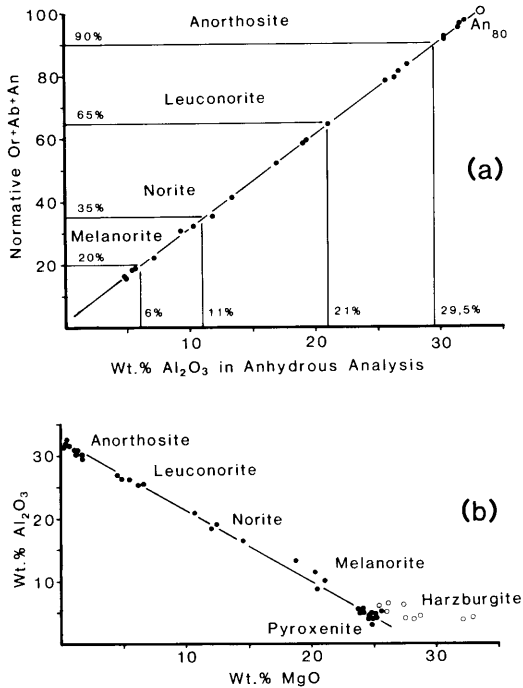 (a)
Normative Or+Ab+An
100
80
60
40
20
90%
65%
35%
20%
Anorthosite
Leuconorite
Norite
Melanorite
An80
6%
11%
21%
29,5%
10
20
30
Wt.% Al2O3 in Anhydrous Analysis
(b)
Wt.% Al2O3
30
20
10
Anorthosite
Leuconorite
Norite
Melanorite
Harzburgite
Pyroxenite
10
20
30
Wt.% MgO